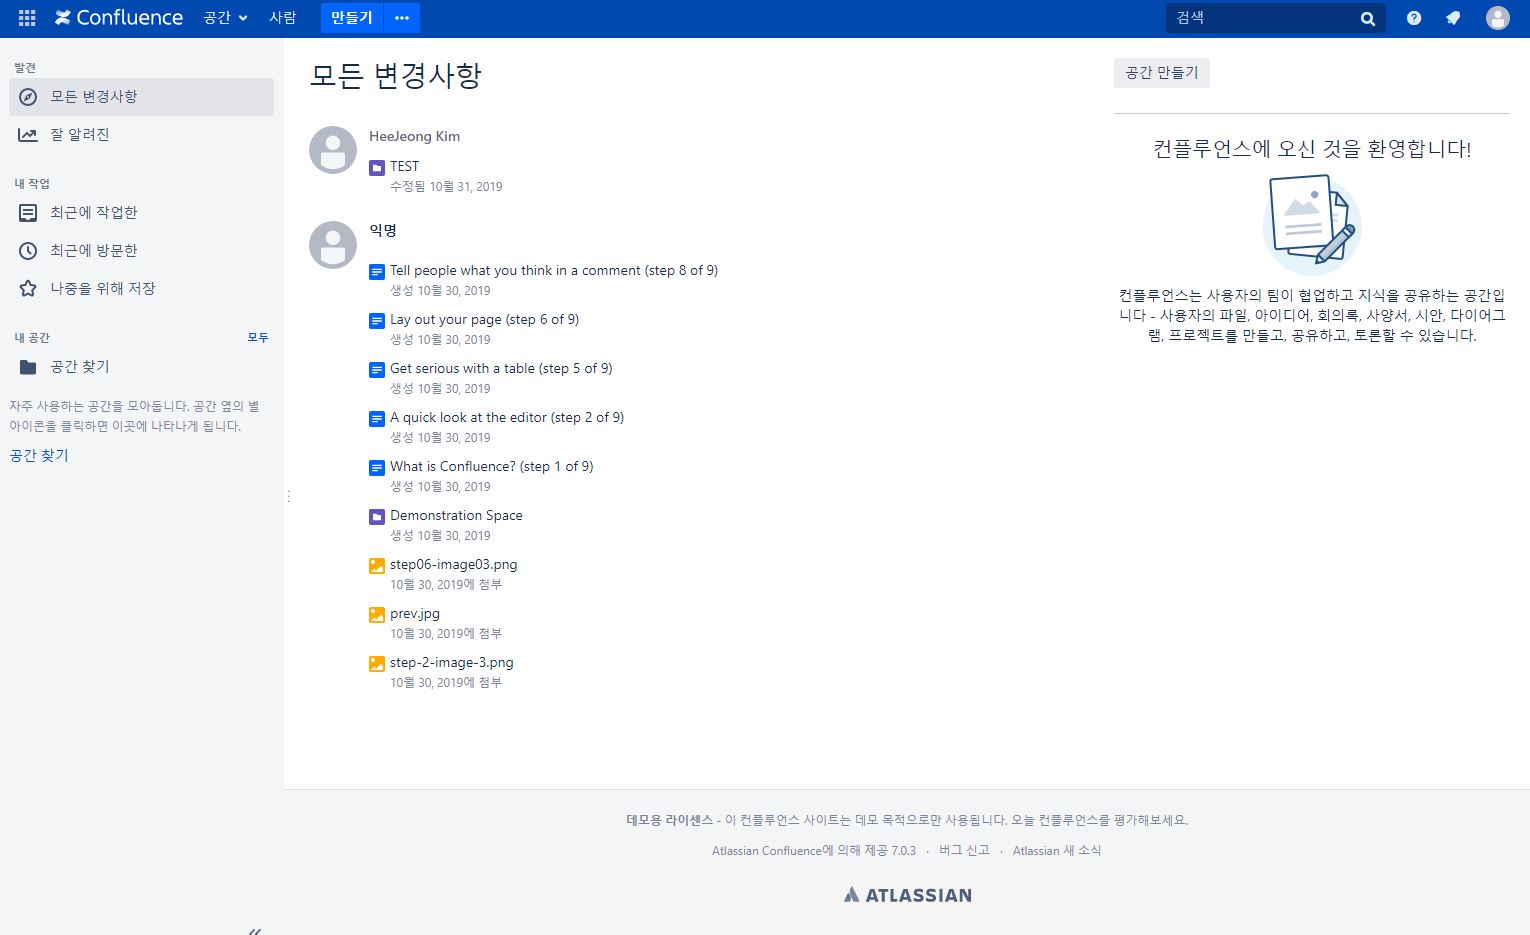 Confluence
공간
사람
만들기
검색
발견
모든 변경사항
잘 알려진
내 작업
최근에 작업한
최근에 방문한
나중을 위해 저장
내 공간
모두
공간 찾기
자주 사용하는 공간을 모아둡니다. 공간 옆의 별
아이콘을 클릭하면 이곳에 나타나게 됩니다.
공간 찾기
모든 변경사항
HeeJeong Kim
TEST
수정됨 10월 31, 2019
익명
Tell people what you think in a comment (step 8 of 9)
생성 10월 30, 2019
Lay out your page (step 6 of 9)
생성 10월 30, 2019
Get serious with a table (step 5 of 9)
생성 10월 30, 2019
A quick look at the editor (step 2 of 9)
생성 10월 30, 2019
What is Confluence? (step 1 of 9)
생성 10월 30, 2019
Demonstration Space
생성 10월 30, 2019
step06-image03.png
10월 30, 2019에 첨부
prev.jpg
10월 30, 2019에 첨부
step-2-image-3.png
10월 30, 2019에 첨부
공간 만들기
컨플루언스에 오신 것을 환영합니다!
컨플루언스는 사용자의 팀이 협업하고 지식을 공유하는 공간입
니다 - 사용자의 파일, 아이디어, 회의록, 사양서, 시안, 다이어그
램, 프로젝트를 만들고, 공유하고, 토론할 수 있습니다.
데모용 라이센스 - 이 컨플루언스 사이트는 데모 목적으로만 사용됩니다. 오늘 컨플루언스를 평가해보세요.
Atlassian Confluence에 의해 제공 7.0.3 · 버그 신고 · Atlassian 새 소식
ATLASSIAN